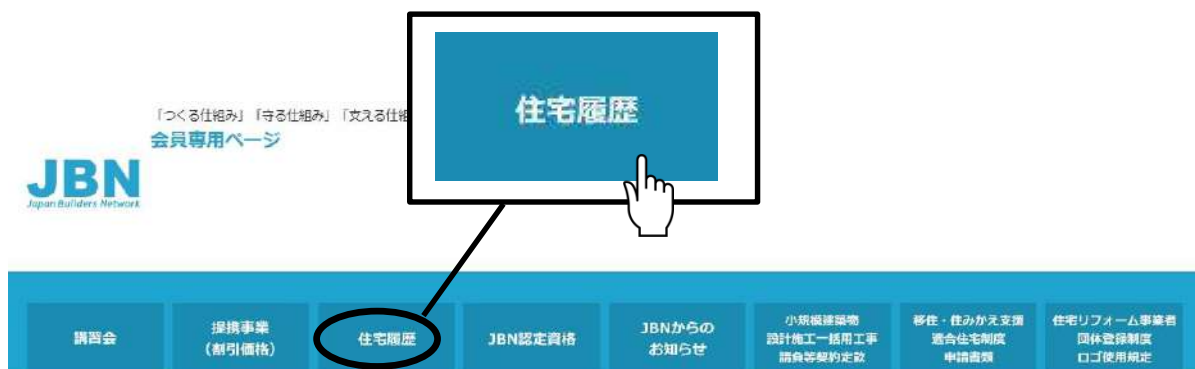 住宅履歴
「つくる仕組み」「守る仕組み」「支える仕組
会員専用ページ
JBN
Japan Builders Network
講習会
提携事業
(割引価格)
住宅履歴
JBN認定資格
JBNからの
お知らせ
小規模建築物
設計施工一括用工事
請負等契約定款
移住・住みかえ支援
適合住宅制度
申請書類
住宅リフォーム事業者
団体登録制度
ロゴ使用規定